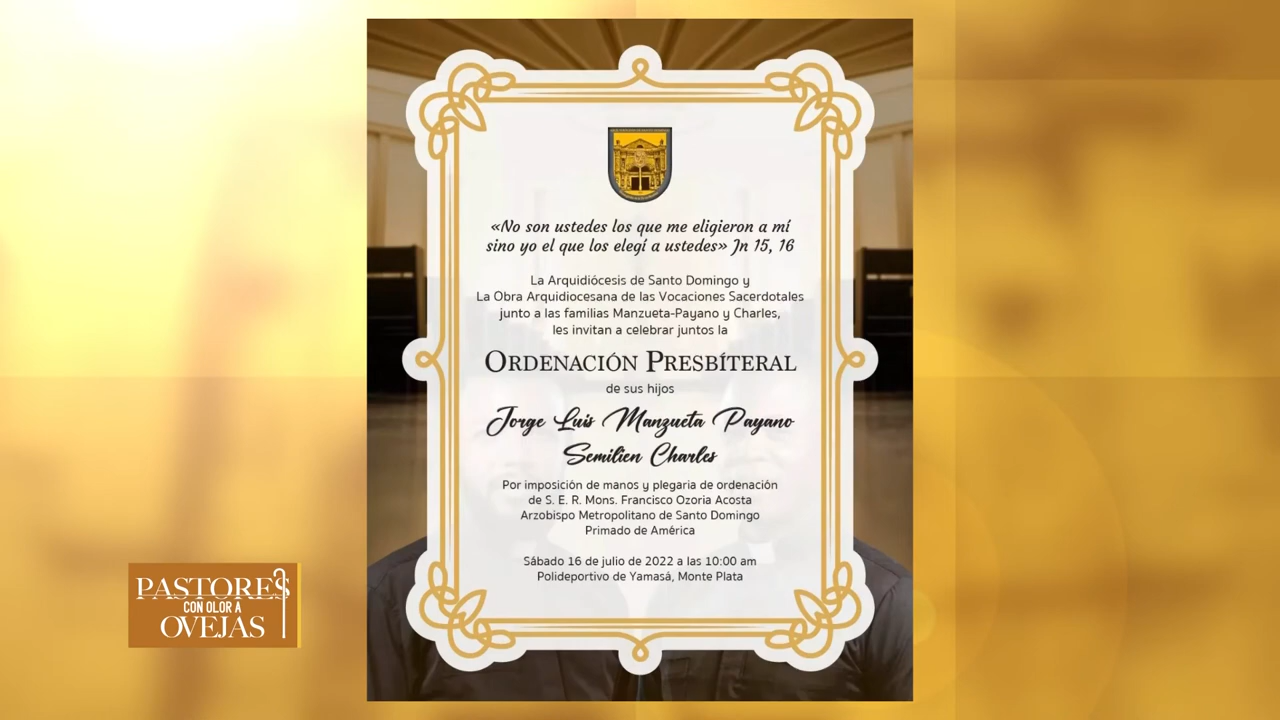 «No son ustedes los que me eligieron a mí
sino yo el que los elegí a ustedes» Jn 15, 16
La Arquidiócesis de Santo Domingo y
La Obra Arquidiocesana de las Vocaciones Sacerdotales
junto a las familias Manzueta-Payano y Charles,
les invitan a celebrar juntos la
ORDENACIÓN PRESBÍTERAL
de sus hijos
Jorge Luis Manzueta Payano
Semilien Charles
Por imposición de manos y plegaria de ordenación
de S. E. R. Mons. Francisco Ozoria Acosta
Arzobispo Metropolitano de Santo Domingo
Primado de América
Sábado 16 de julio de 2022 a las 10:00 am
Polideportivo de Yamasá, Monte Plata
PASTORES
CON OLOR A
OVEJAS